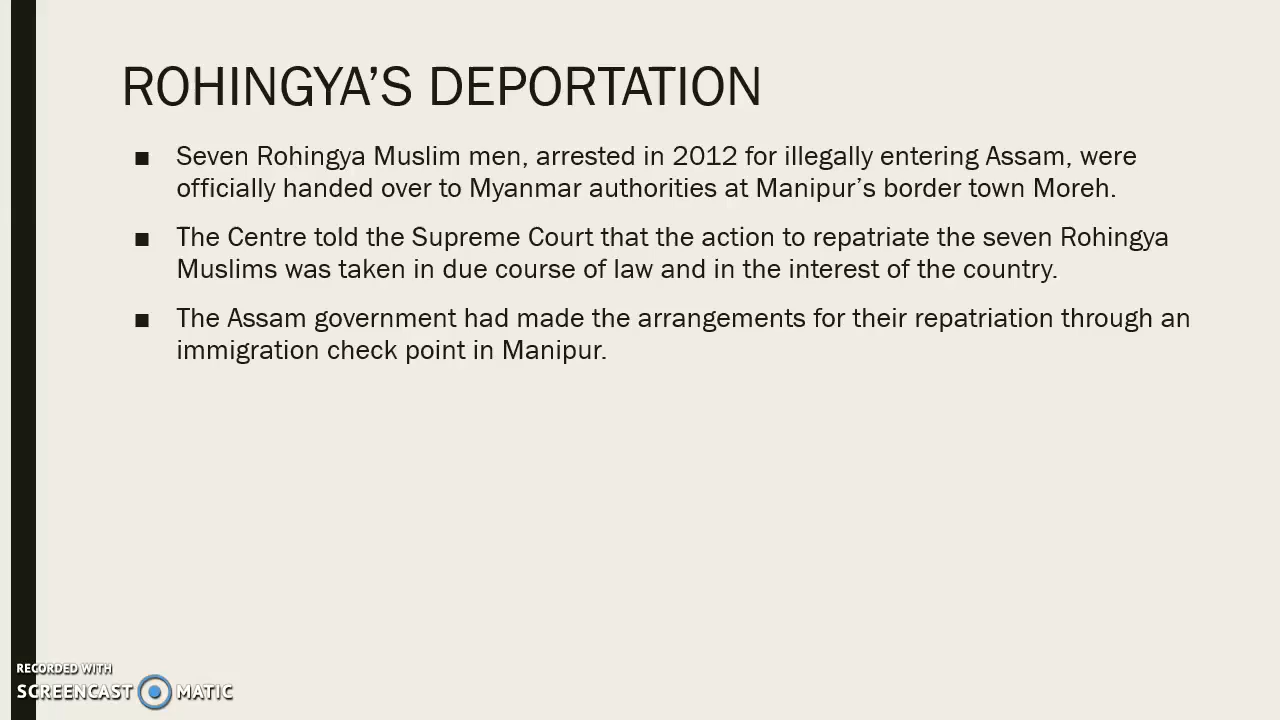 ROHINGYA’S DEPORTATION
■ Seven Rohingya Muslim men, arrested in 2012 for illegally entering Assam, were
officially handed over to Myanmar authorities at Manipur’s border town Moreh.
■ The Centre told the Supreme Court that the action to repatriate the seven Rohingya
Muslims was taken in due course of law and in the interest of the country.
■ The Assam government had made the arrangements for their repatriation through an
immigration check point in Manipur.
RECORDED WITH
SCREENCAST MATIC